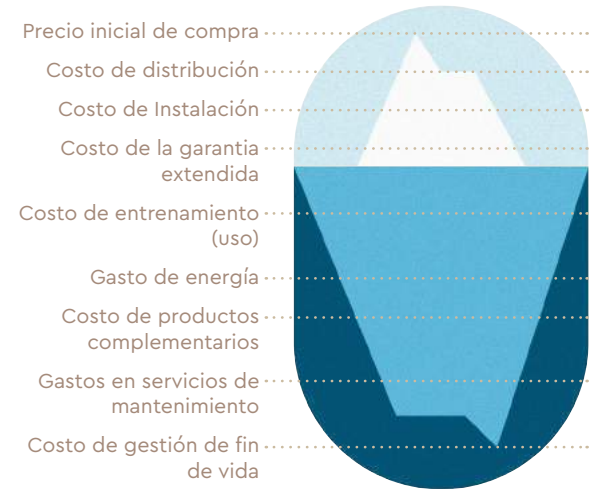 Precio inicial de compra
Costo de distribución
Costo de Instalación
Costo de la garantia
extendida
Costo de entrenamiento
(uso)
Gasto de energía
Costo de productos
complementarios
Gastos en servicios de
mantenimiento
Costo de gestión de fin
de vida